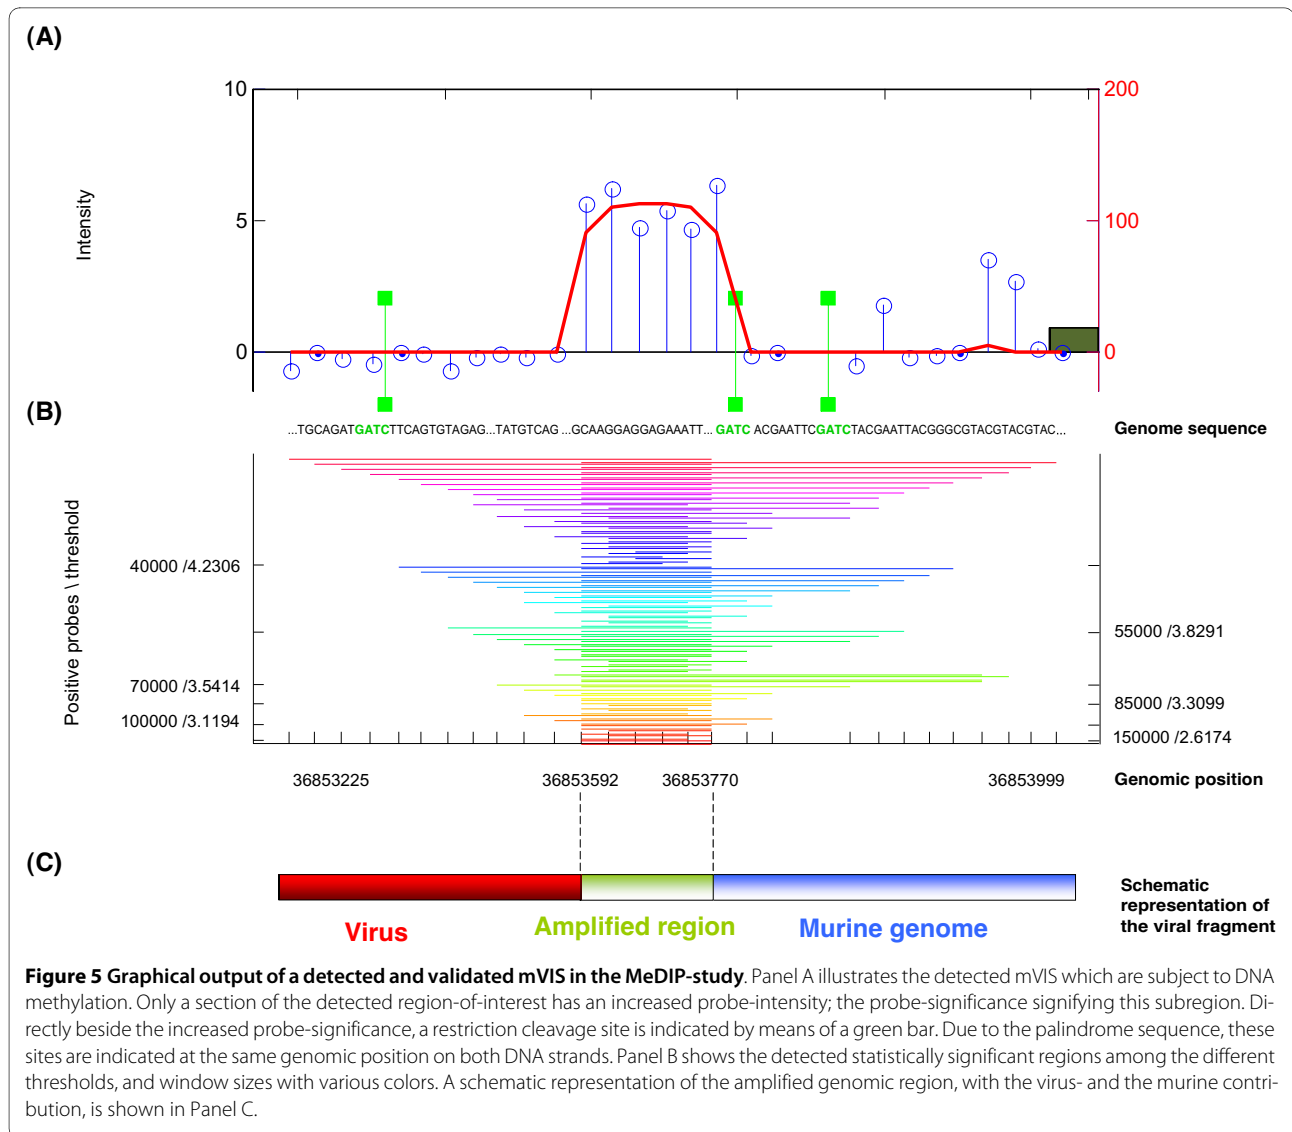 (A)
10
200
5
100
0
0
Intensity
(B)
...TGCAGATGATCTTCAGTGTAGAG...TATGTCAG ...GCAAGGAGGAGAAATT... GATC ACGAATTCGATCTACGAATTACGGGCGTACGTACGTAC...
Genome sequence
Positive probes \ threshold
40000 /4.2306
55000 /3.8291
70000 /3.5414
85000 /3.3099
100000 /3.1194
150000 /2.6174
36853225
36853592
36853770
36853999
Genomic position
(C)
Schematic
representation of
the viral fragment
Virus
Amplified region
Murine genome
Figure 5 Graphical output of a detected and validated mVIS in the MeDIP-study. Panel A illustrates the detected mVIS which are subject to DNA
methylation. Only a section of the detected region-of-interest has an increased probe-intensity; the probe-significance signifying this subregion. Di-
rectly beside the increased probe-significance, a restriction cleavage site is indicated by means of a green bar. Due to the palindrome sequence, these
sites are indicated at the same genomic position on both DNA strands. Panel B shows the detected statistically significant regions among the different
thresholds, and window sizes with various colors. A schematic representation of the amplified genomic region, with the virus- and the murine contri-
bution, is shown in Panel C.